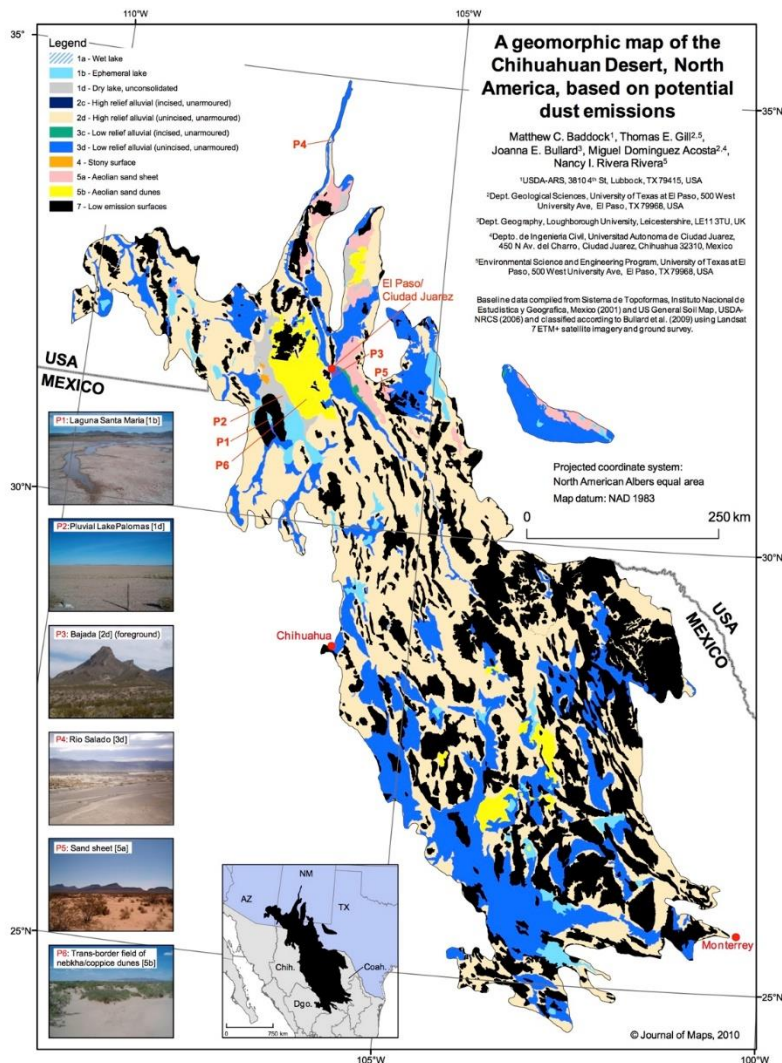 110°W
105°W
35°
35°N
Legend
1a - Wet lake
1b - Ephemeral lake
1d - Dry lake, unconsolidated
2c - High relief alluvial (incised, unarmoured)
2d - High relief alluvial (unincised, unarmoured)
3c - Low relief alluvial (incised, unarmoured)
3d - Low relief alluvial (unincised, unarmoured)
4 - Stony surface
5a - Aeolian sand sheet
5b - Aeolian sand dunes
7 - Low emission surfaces
A geomorphic map of the
Chihuahuan Desert, North
America, based on potential
dust emissions
Matthew C. Baddock¹, Thomas E. Gill²,⁵,
Joanna E. Bullard³, Miguel Dominguez Acosta²,⁴,
Nancy I. Rivera Rivera⁵
¹USDA-ARS, 3810 4th St, Lubbock, TX 79415, USA
²Dept. Geological Sciences, University of Texas at El Paso, 500 West
University Ave, El Paso, TX 79968, USA
³Dept. Geography, Loughborough University, Leicestershire, LE11 3TU, UK
⁴Depto. de Ingenieria Civil, Universitad Autonoma de Ciudad Juarez,
450 N Av. del Charro, Ciudad Juarez, Chihuahua 32310, Mexico
⁵Environmental Science and Engineering Program, University of Texas at El
Paso, 500 West University Ave, El Paso, TX 79968, USA
Baseline data compiled from Sistema de Topoformas, Instituto Nacional de
Estadistica y Geografica, Mexico (2001) and US General Soil Map, USDA-
NRCS (2006) and classified according to Bullard et al. (2009) using Landsat
7 ETM+ satellite imagery and ground survey.
P4
El Paso/
Ciudad Juarez
P3
P5
P2
P1
P6
USA
MEXICO
P1: Laguna Santa Maria [1b]
30°N
Projected coordinate system:
North American Albers equal area
Map datum: NAD 1983
0 250 km
30°N
P2: Pluvial Lake Palomas [1d]
USA
MEXICO
P3: Bajada [2d] (foreground)
Chihuahua
P4: Rio Salado [3d]
P5: Sand sheet [5a]
NM
AZ
TX
Chih.
Coah.
Dgo.
0 750 km
25°N
Monterrey
P6: Trans-border field of
nebkha/coppice dunes [5b]
25°N
© Journal of Maps, 2010
105°W
100°W